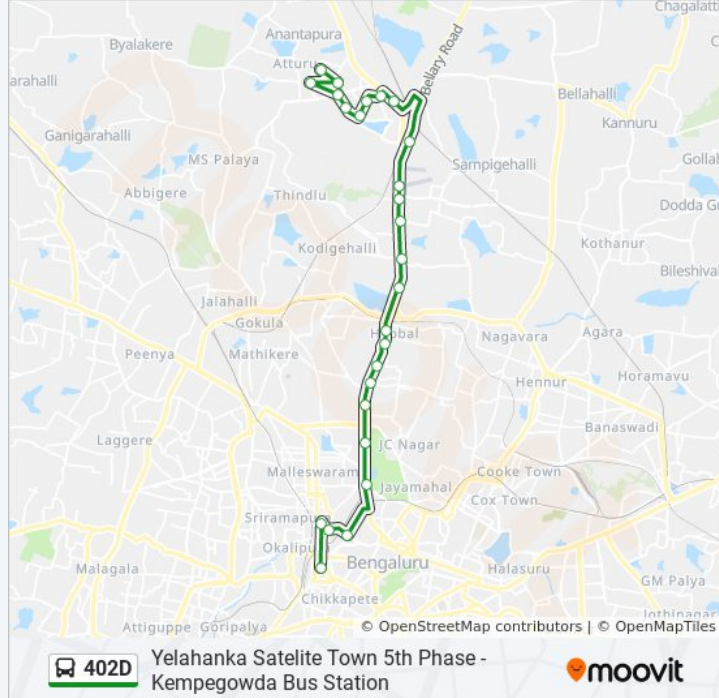 Chagalatti
Anantapura
Byalakere
Atturu
Bellary Road
arahalli
Bellahalli
Kannuru
Ganigarahalli
MS Palaya
Sampigehalli
Gollah
Abbigere
Thindlu
Dodda Gu
Kodigehalli
Kothanur
Bileshival
Jalahalli
Gokula
Hebbal
Nagavara
Agara
Peenya
Mathikere
Hennur
Horamavu
Laggere
JC Nagar
Banaswadi
Malleswaram
Cooke Town
Jayamahal
Cox Town
Sriramapu
Okalipu
Bengaluru
Halasuru
Malagala
GM Palya
Chikkapete
Jothinagar
Attiguppe
Goripalya
© OpenStreetMap contributors | © OpenMapTiles
402D
Yelahanka Satelite Town 5th Phase -
Kempegowda Bus Station
moovit